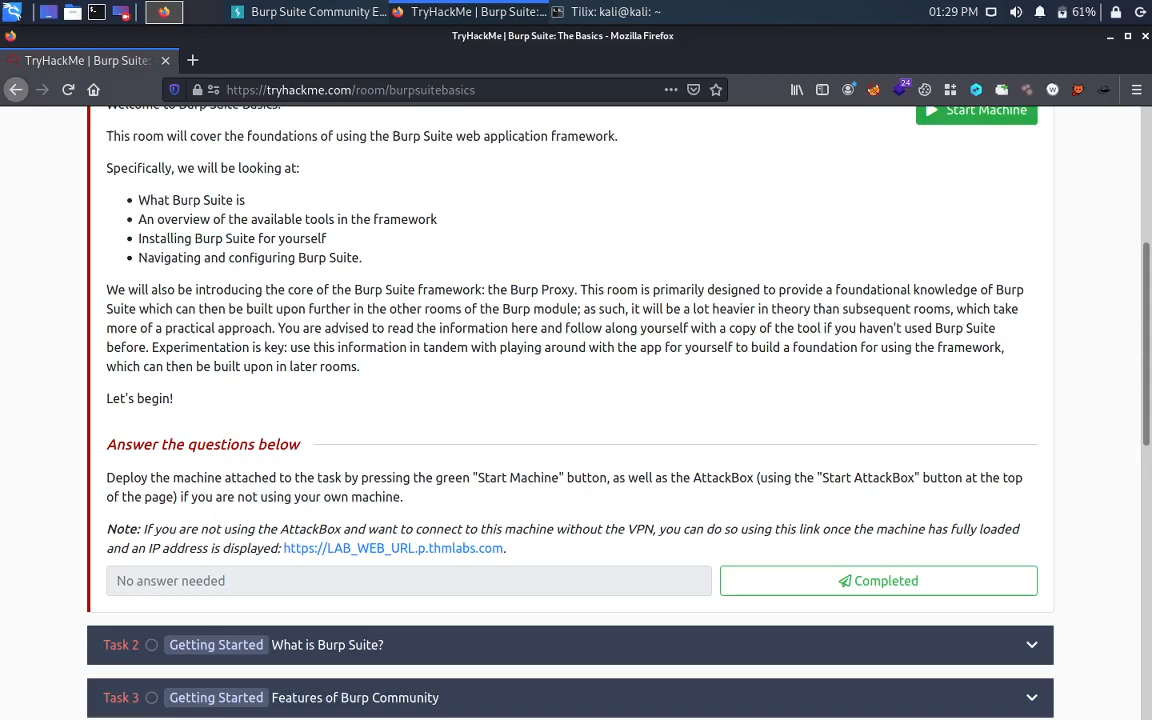 Burp Suite Community E...
TryHackMe | Burp Suite:...
Tilix: kali@kali: ~
01:29 PM
61%
TryHackMe | Burp Suite: The Basics - Mozilla Firefox
TryHackMe | Burp Suite:
https://tryhackme.com/room/burpsuitebasics
24
Welcome to Burp Suite Basics!
Start Machine
This room will cover the foundations of using the Burp Suite web application framework.
Specifically, we will be looking at:
• What Burp Suite is
• An overview of the available tools in the framework
• Installing Burp Suite for yourself
• Navigating and configuring Burp Suite.
We will also be introducing the core of the Burp Suite framework: the Burp Proxy. This room is primarily designed to provide a foundational knowledge of Burp
Suite which can then be built upon further in the other rooms of the Burp module; as such, it will be a lot heavier in theory than subsequent rooms, which take
more of a practical approach. You are advised to read the information here and follow along yourself with a copy of the tool if you haven't used Burp Suite
before. Experimentation is key: use this information in tandem with playing around with the app for yourself to build a foundation for using the framework,
which can then be built upon in later rooms.
Let's begin!
Answer the questions below
Deploy the machine attached to the task by pressing the green "Start Machine" button, as well as the AttackBox (using the "Start AttackBox" button at the top
of the page) if you are not using your own machine.
Note: If you are not using the AttackBox and want to connect to this machine without the VPN, you can do so using this link once the machine has fully loaded
and an IP address is displayed: https://LAB_WEB_URL.p.thmlabs.com.
No answer needed
Completed
Task 2 Getting Started What is Burp Suite?
Task 3 Getting Started Features of Burp Community